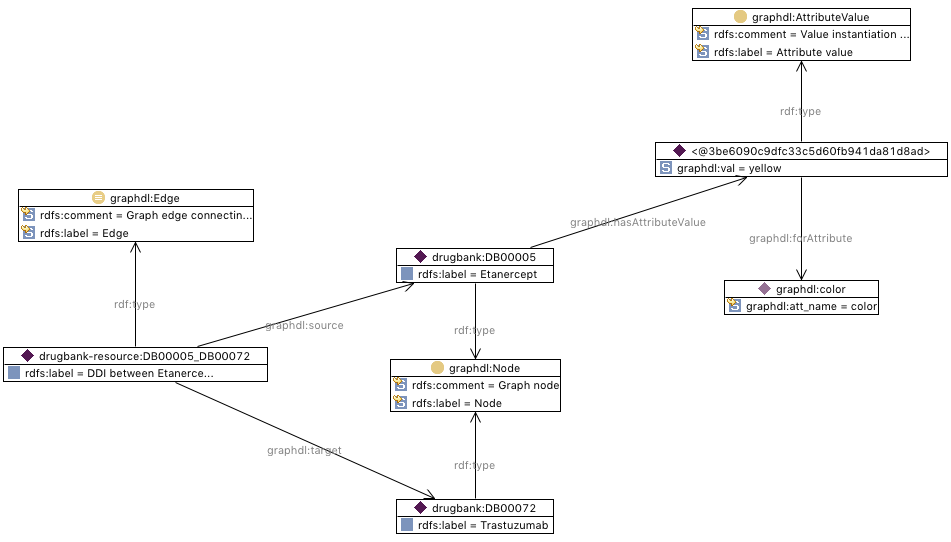 graphdl:AttributeValue
rdfs:comment = Value instantiation ...
rdfs:label = Attribute value
rdf:type
<@3be6090c9dfc33c5d60fb941da81d8ad>
graphdl:val = yellow
graphdl:Edge
rdfs:comment = Graph edge connectin...
rdfs:label = Edge
graphdl:hasAttributeValue
graphdl:forAttribute
drugbank:DB00005
rdfs:label = Etanercept
graphdl:color
graphdl:att_name = color
rdf:type
graphdl:source
rdf:type
drugbank-resource:DB00005_DB00072
rdfs:label = DDI between Etanerce...
graphdl:Node
rdfs:comment = Graph node
rdfs:label = Node
graphdl:target
rdf:type
drugbank:DB00072
rdfs:label = Trastuzumab